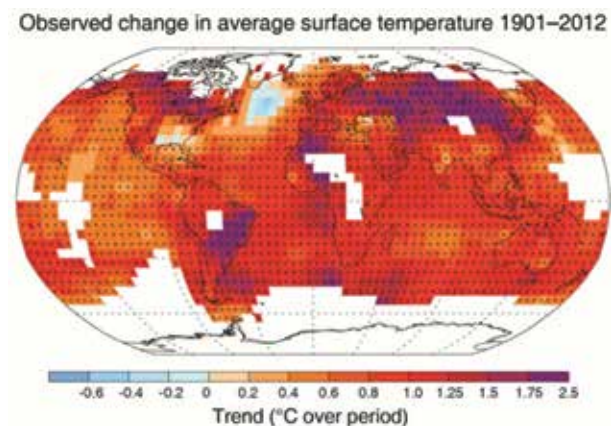 Observed change in average surface temperature 1901–2012
-0.6 -0.4 -0.2 0 0.2 0.4 0.6 0.8 1.0 1.25 1.5 1.75 2.5
Trend (°C over period)